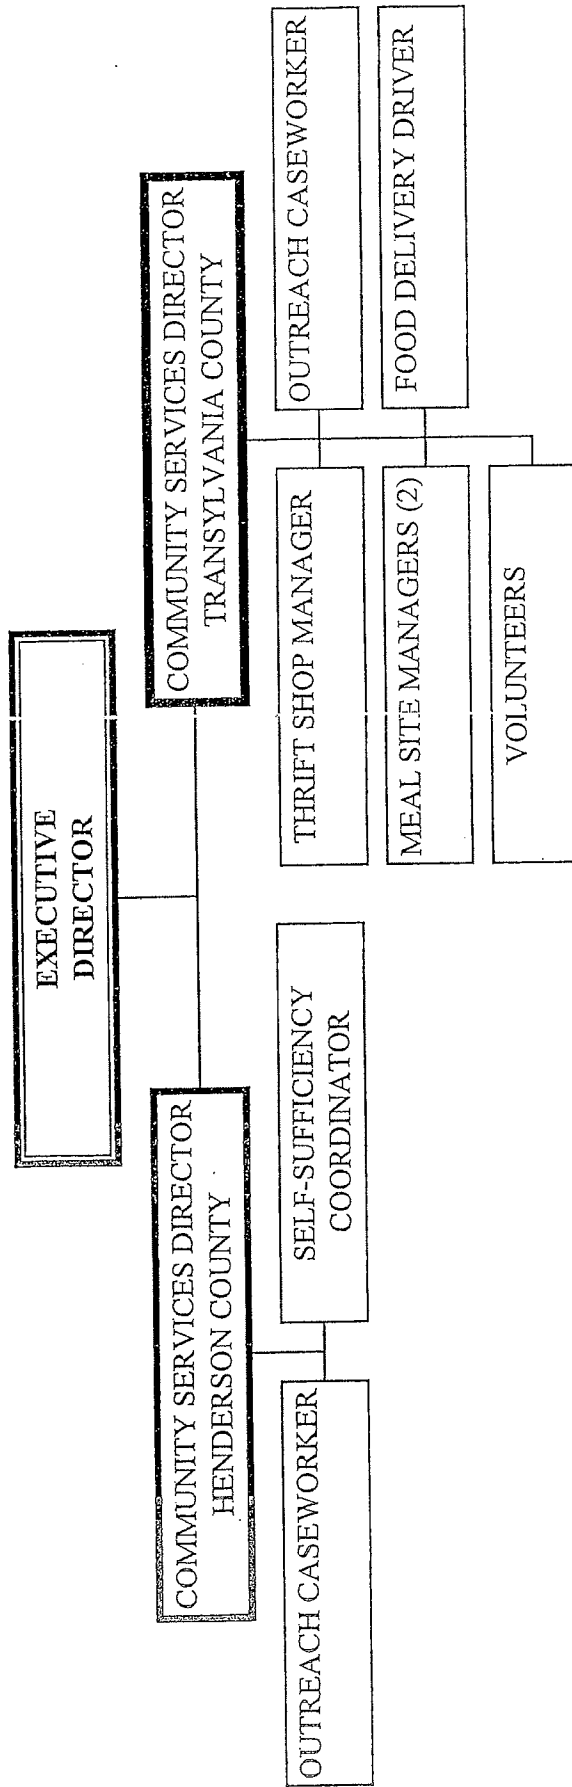 EXECUTIVE
DIRECTOR
COMMUNITY SERVICES DIRECTOR
HENDERSON COUNTY
COMMUNITY SERVICES DIRECTOR
TRANSYLVANIA COUNTY
OUTREACH CASEWORKER
SELF-SUFFICIENCY
COORDINATOR
THRIFT SHOP MANAGER
OUTREACH CASEWORKER
MEAL SITE MANAGERS (2)
FOOD DELIVERY DRIVER
VOLUNTEERS